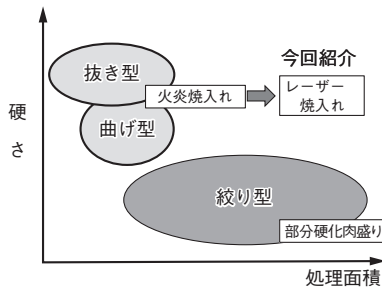 今回紹介
抜き型
火炎焼入れ
レーザー
焼入れ
硬さ
曲げ型
絞り型
部分硬化肉盛り
処理面積